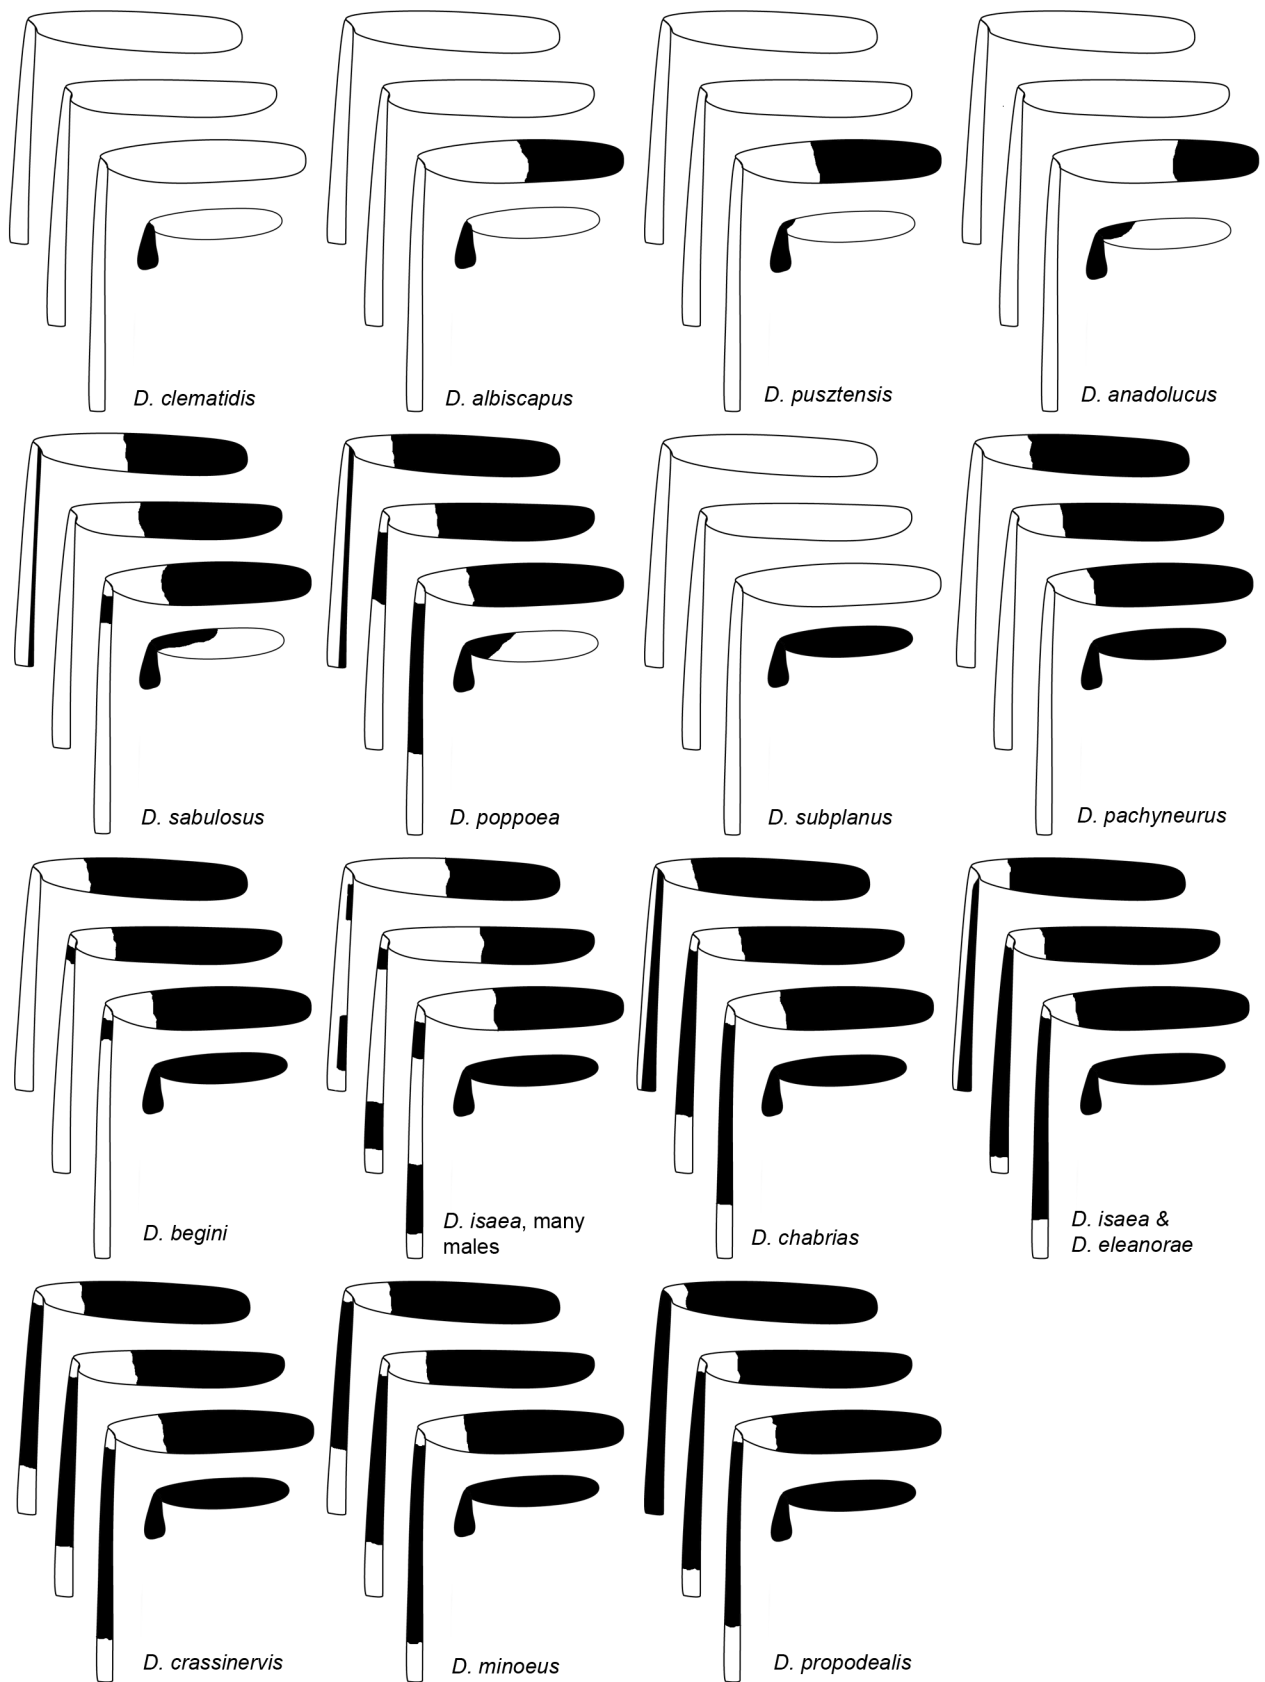 D. clematidis
D. albiscapus
D. pusztensis
D. anadolucus
D. sabulosus
D. poppoea
D. subplanus
D. pachyneurus
D. begini
D. isaea, many
males
D. chabrias
D. isaea &
D. eleanorae
D. crassinervis
D. minoeus
D. propodealis